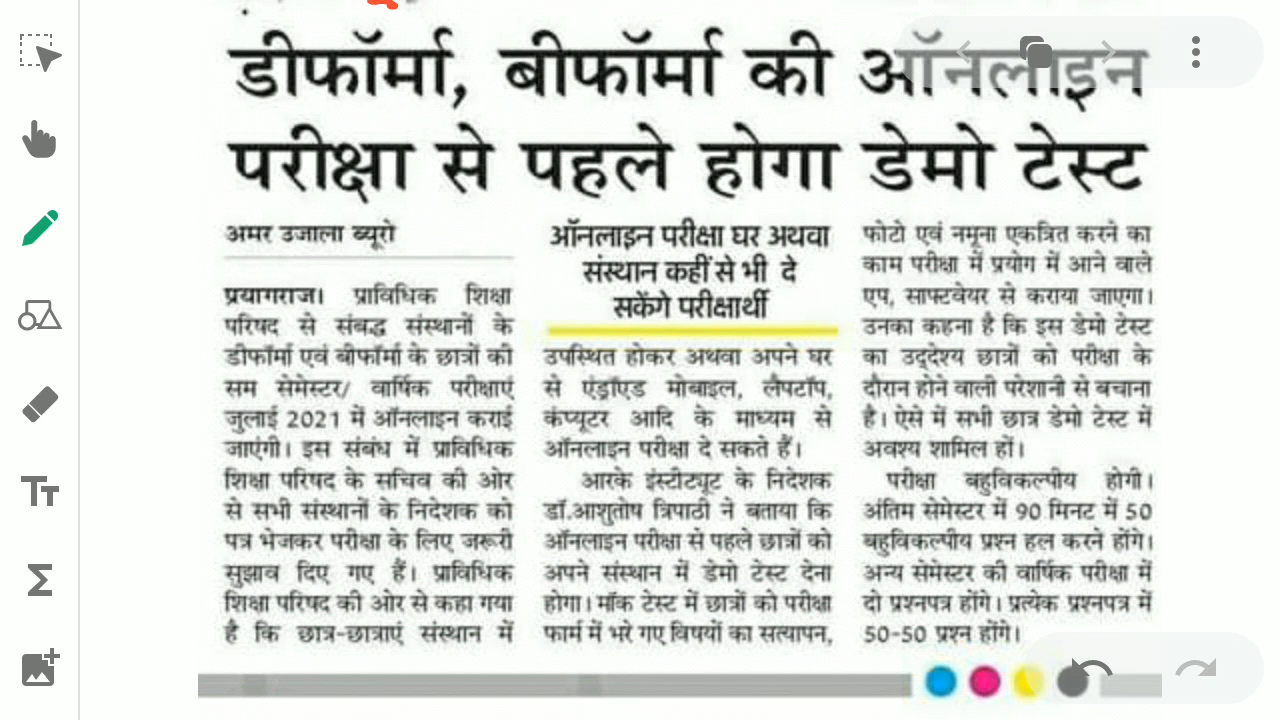 डीफॉर्मा, बीफॉर्मा की ऑनलाइन
परीक्षा से पहले होगा डेमो टेस्ट
अमर उजाला ब्यूरो
प्रयागराज। प्राविधिक शिक्षा
परिषद से संबद्ध संस्थानों के
डीफॉर्मा एवं बीफॉर्मा के छात्रों की
सम सेमेस्टर/ वार्षिक परीक्षाएं
जुलाई 2021 में ऑनलाइन कराई
जाएंगी। इस संबंध में प्राविधिक
शिक्षा परिषद के सचिव की ओर
से सभी संस्थानों के निदेशक को
पत्र भेजकर परीक्षा के लिए जरूरी
सुझाव दिए गए हैं। प्राविधिक
शिक्षा परिषद की ओर से कहा गया
है कि छात्र-छात्राएं संस्थान में
ऑनलाइन परीक्षा घर अथवा
संस्थान कहीं से भी दे
सकेंगे परीक्षार्थी
उपस्थित होकर अथवा अपने घर
से एंड्रॉएड मोबाइल, लैपटॉप,
कंप्यूटर आदि के माध्यम से
ऑनलाइन परीक्षा दे सकते हैं।
आरके इंस्टीट्यूट के निदेशक
डॉ.आशुतोष त्रिपाठी ने बताया कि
ऑनलाइन परीक्षा से पहले छात्रों को
अपने संस्थान में डेमो टेस्ट देना
होगा। मॉक टेस्ट में छात्रों को परीक्षा
फार्म में भरे गए विषयों का सत्यापन,
फोटो एवं नमूना एकत्रित करने का
काम परीक्षा में प्रयोग में आने वाले
एप, साफ्टवेयर से कराया जाएगा।
उनका कहना है कि इस डेमो टेस्ट
का उद्देश्य छात्रों को परीक्षा के
दौरान होने वाली परेशानी से बचाना
है। ऐसे में सभी छात्र डेमो टेस्ट में
अवश्य शामिल हों।
परीक्षा बहुविकल्पीय होगी।
अंतिम सेमेस्टर में 90 मिनट में 50
बहुविकल्पीय प्रश्न हल करने होंगे।
अन्य सेमेस्टर की वार्षिक परीक्षा में
दो प्रश्नपत्र होंगे। प्रत्येक प्रश्नपत्र में
50-50 प्रश्न होंगे।